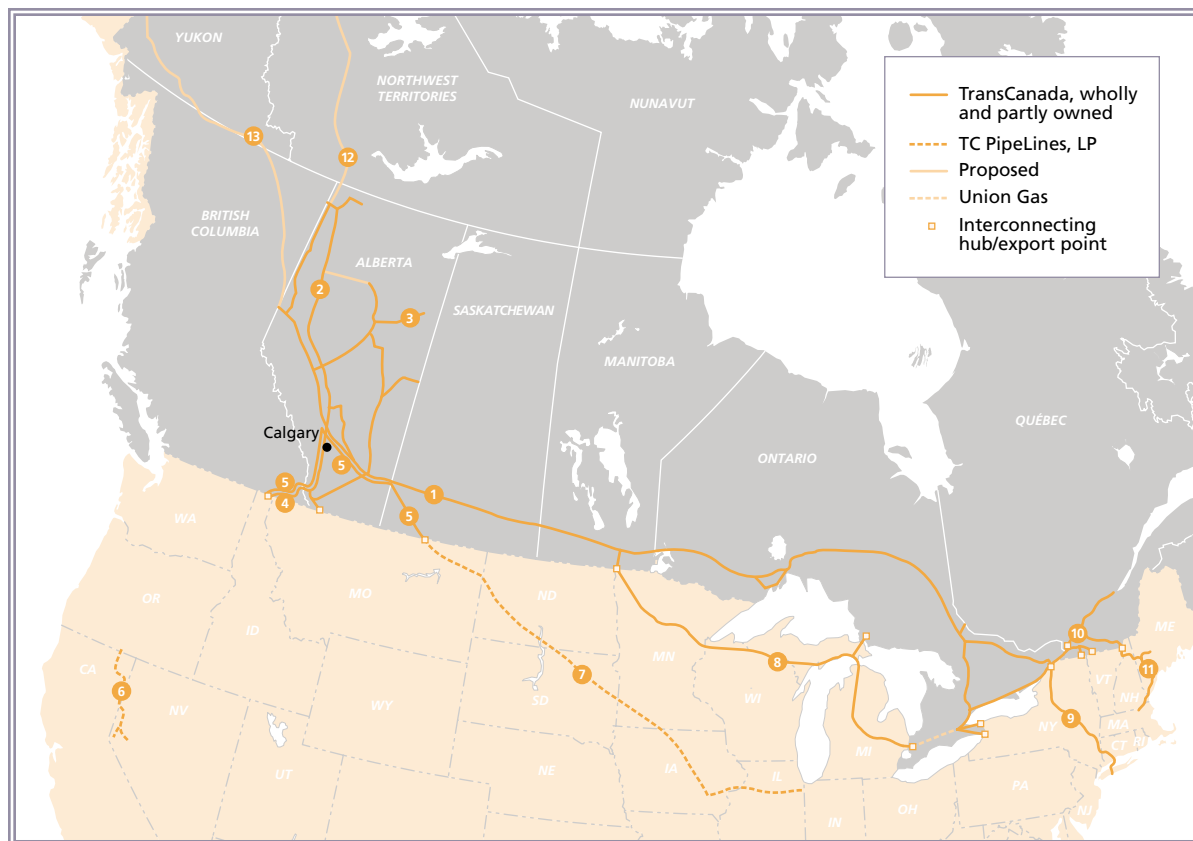 YUKON
NORTHWEST
TERRITORIES
NUNAVUT
TransCanada, wholly
and partly owned
TC PipeLines, LP
Proposed
Union Gas
Interconnecting
hub/export point
13
12
BRITISH
COLUMBIA
ALBERTA
2
3
SASKATCHEWAN
MANITOBA
QUÉBEC
ONTARIO
Calgary
5
5
4
1
5
WA
MO
ND
OR
ID
MN
10
ME
CA
6
NV
WY
SD
7
8
WI
MI
VT
NH
11
NY
9
MA
CT
RI
UT
NE
IA
IL
IN
OH
PA
NJ